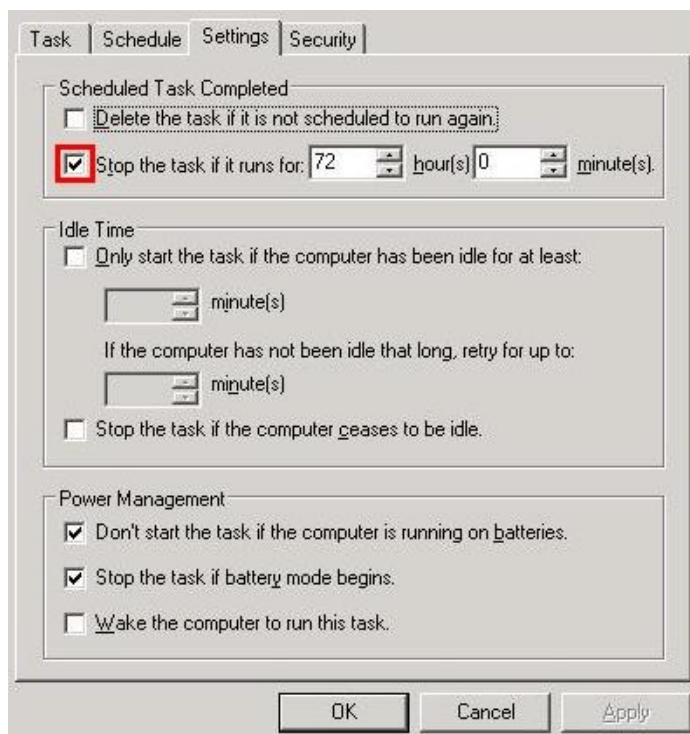 Task Schedule Settings Security
Scheduled Task Completed
Delete the task if it is not scheduled to run again.
Stop the task if it runs for: 72 hour(s) 0 minute(s).
Idle Time
Only start the task if the computer has been idle for at least:
minute(s)
If the computer has not been idle that long, retry for up to:
minute(s)
Stop the task if the computer ceases to be idle.
Power Management
Don't start the task if the computer is running on batteries.
Stop the task if battery mode begins.
Wake the computer to run this task.
OK Cancel Apply